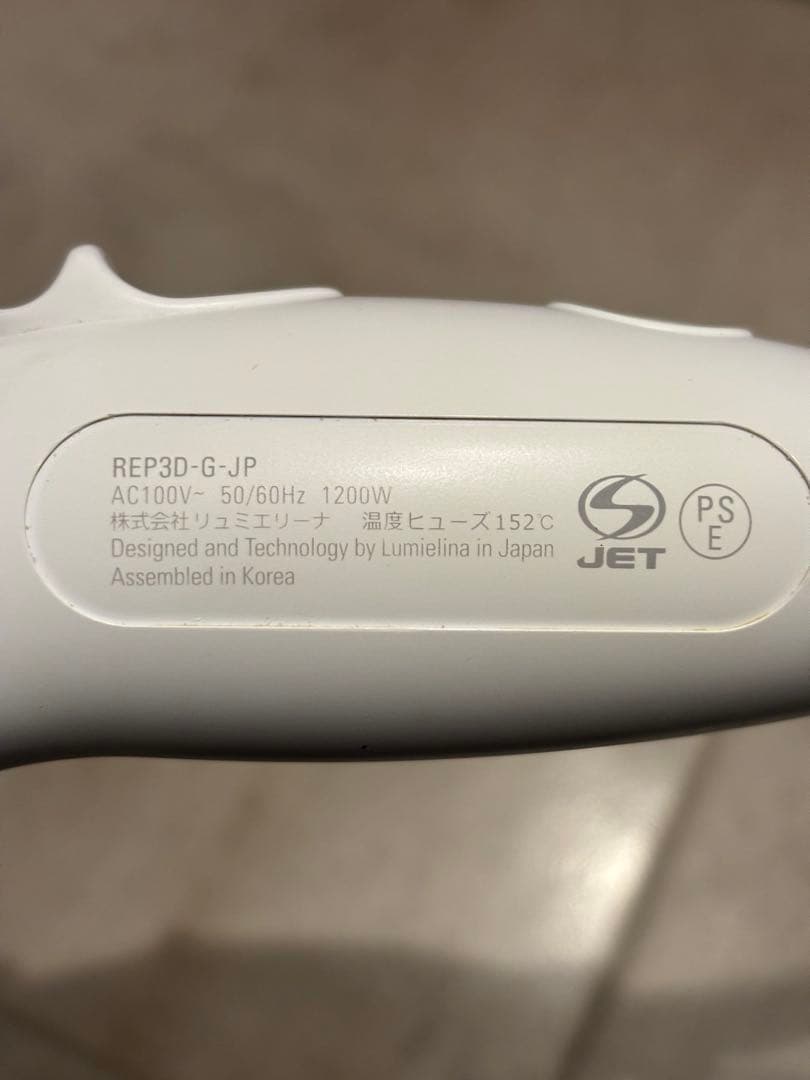 REP3D-G-JP
AC100V~ 50/60Hz 1200W
株式会社リュミエリーナ 温度ヒューズ152℃
Designed and Technology by Lumielina in Japan
Assembled in Korea
JET
PS
E